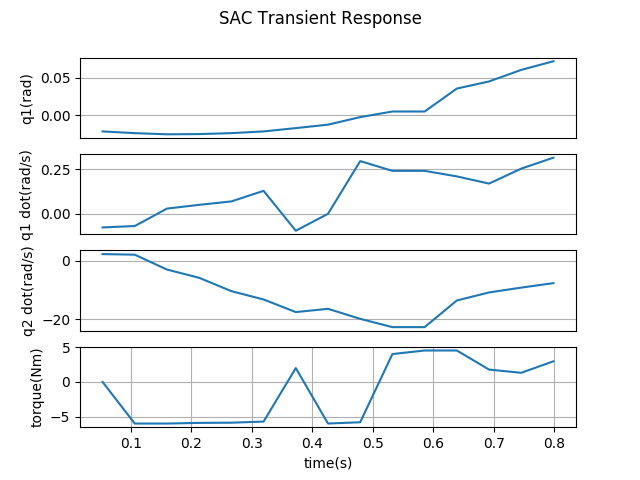 SAC Transient Response
q1(rad)
0.05
0.00
q1 dot(rad/s)
0.25
0.00
q2 dot(rad/s)
0
−20
torque(Nm)
5
0
−5
0.1 0.2 0.3 0.4 0.5 0.6 0.7 0.8
time(s)